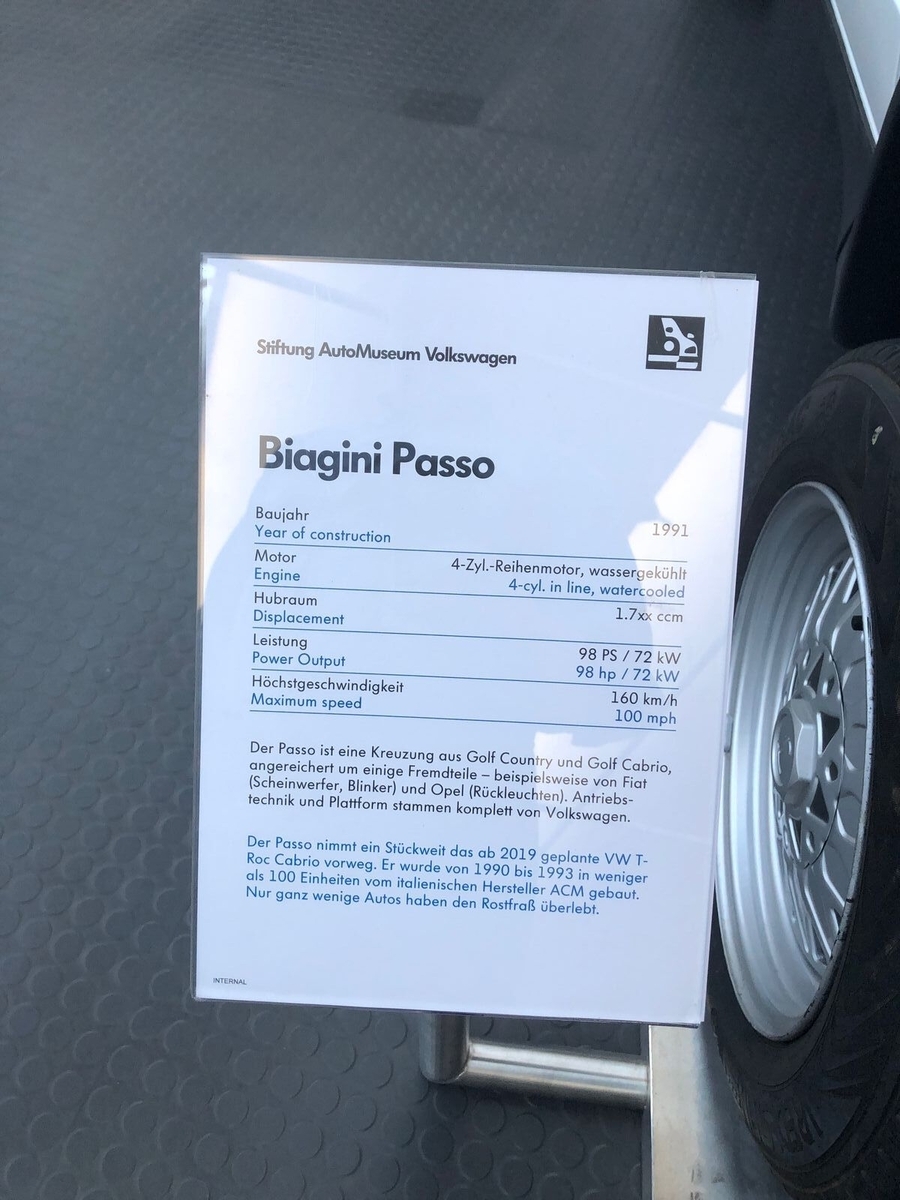 Stiftung AutoMuseum Volkswagen
Biagini Passo
Baujahr 1991
Year of construction
Motor 4-Zyl.-Reihenmotor, wassergekühlt
Engine 4-cyl. in line, watercooled
Hubraum 1.7xx ccm
Displacement
Leistung 98 PS / 72 kW
Power Output 98 hp / 72 kW
Höchstgeschwindigkeit 160 km/h
Maximum speed 100 mph
Der Passo ist eine Kreuzung aus Golf Country und Golf Cabrio,
angereichert um einige Fremdteile – beispielsweise von Fiat
(Scheinwerfer, Blinker) und Opel (Rückleuchten). Antriebs-
technik und Plattform stammen komplett von Volkswagen.
Der Passo nimmt ein Stückweit das ab 2019 geplante VW T-
Roc Cabrio vorweg. Er wurde von 1990 bis 1993 in weniger
als 100 Einheiten vom italienischen Hersteller ACM gebaut.
Nur ganz wenige Autos haben den Rostfraß überlebt.
INTERNAL